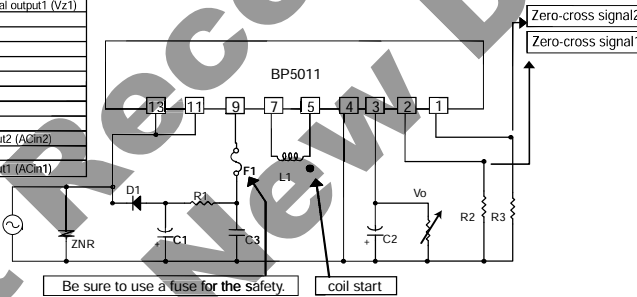 al output1 (Vz1)
Zero-cross signal2
Zero-cross signal1
BP5011
13 11 9 7 5 4 3 2 1
ut2 (ACin2)
ut1 (ACin1)
F1
L1
D1
R1
Vo
R2
R3
ZNR
+
C1
C3
+
C2
Be sure to use a fuse for the safety.
coil start